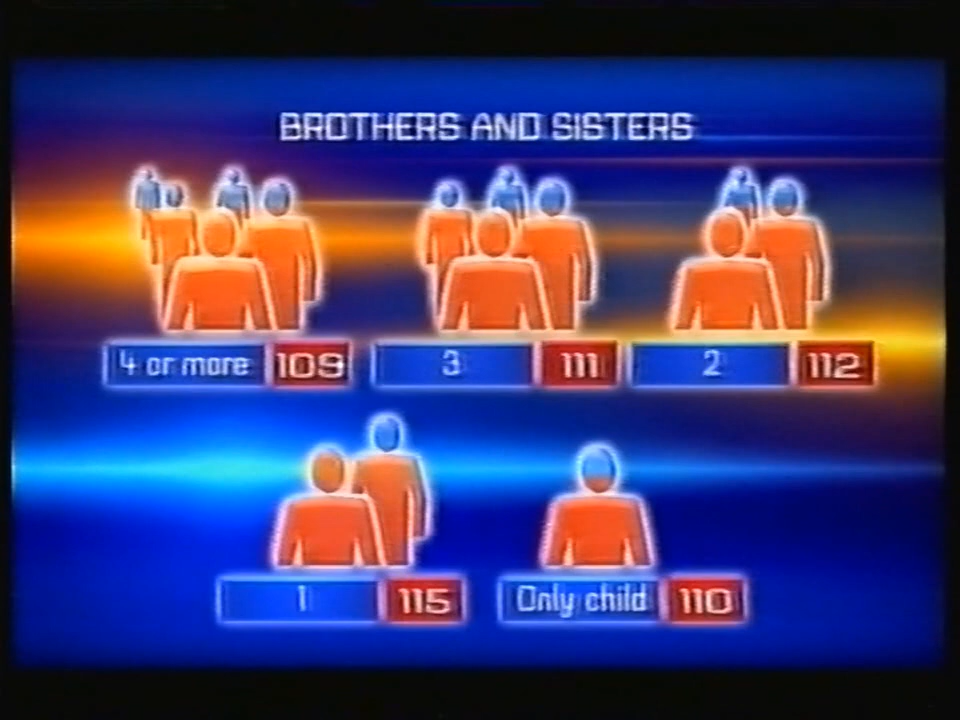 BROTHERS AND SISTERS
4 or more 109 3 111 2 112
1 115 Only child 110